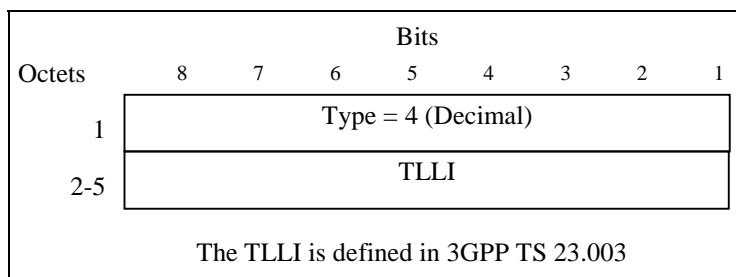 Bits
Octets 8 7 6 5 4 3 2 1
1 Type = 4 (Decimal)
2-5 TLLI
The TLLI is defined in 3GPP TS 23.003